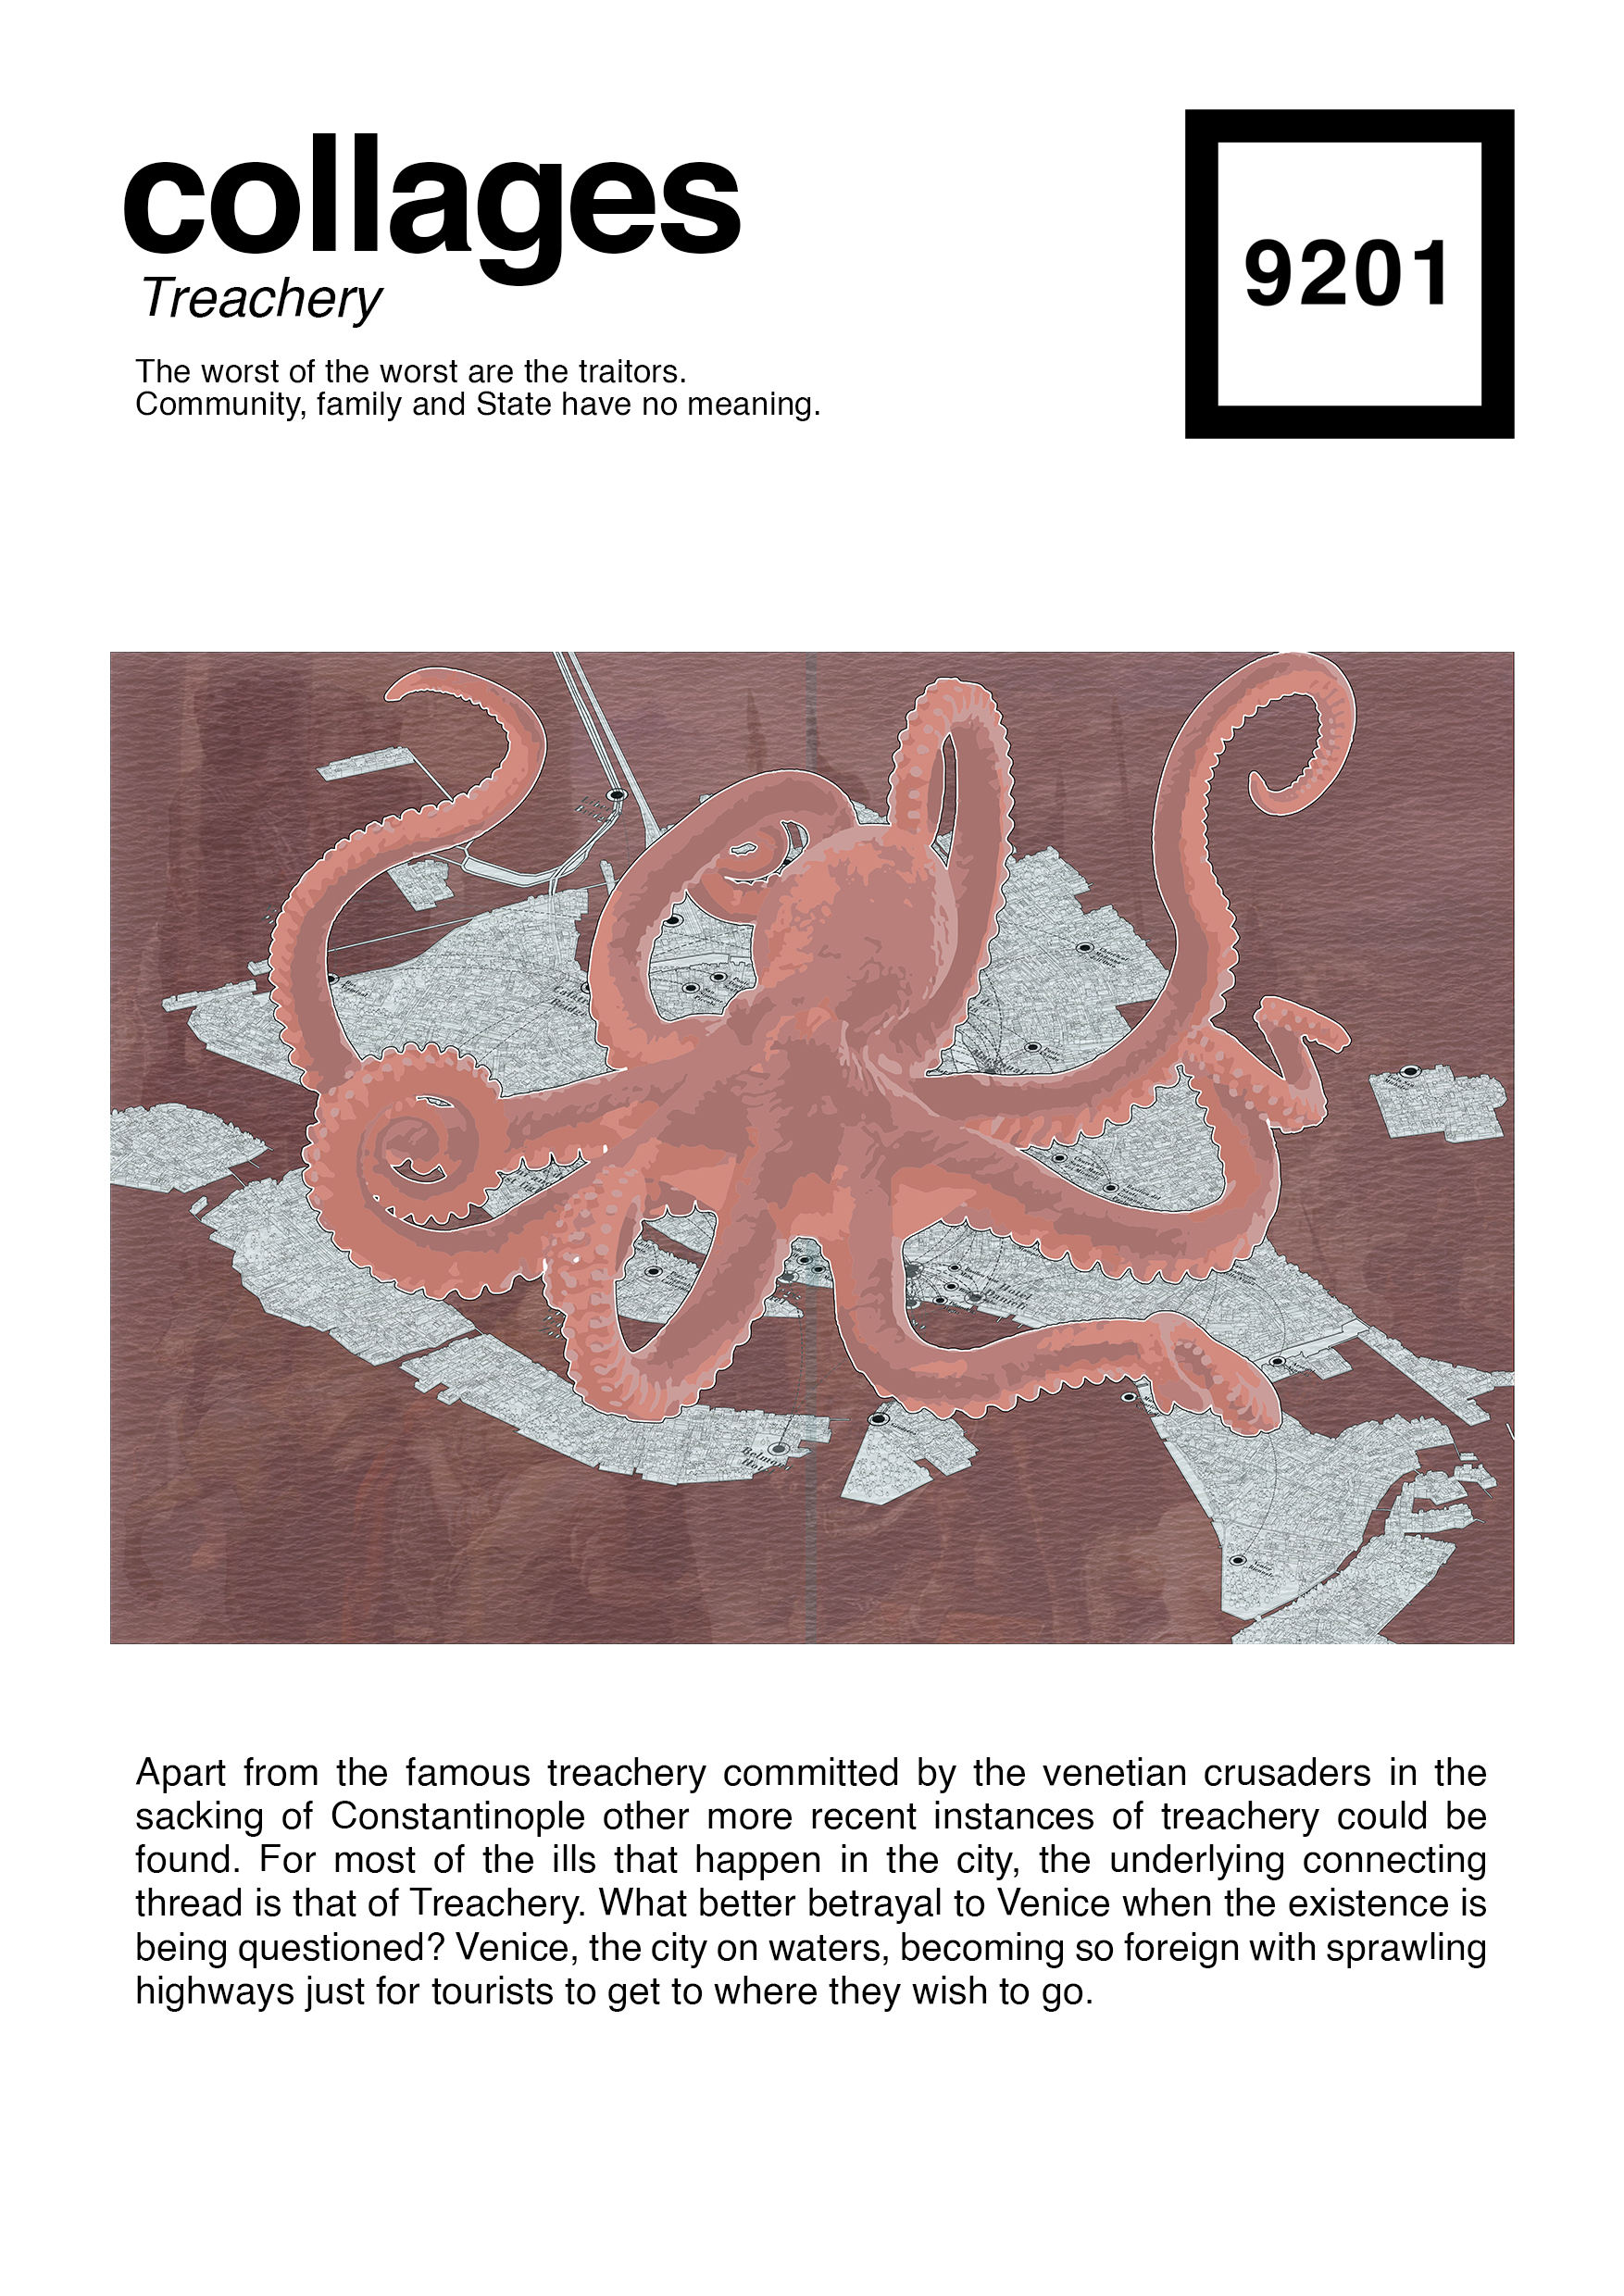 collages
9201
Treachery
The worst of the worst are the traitors.
Community, family and State have no meaning.
Hotel
Danieli
Apart from the famous treachery committed by the venetian crusaders in the
sacking of Constantinople other more recent instances of treachery could be
found. For most of the ills that happen in the city, the underlying connecting
thread is that of Treachery. What better betrayal to Venice when the existence is
being questioned? Venice, the city on waters, becoming so foreign with sprawling
highways just for tourists to get to where they wish to go.